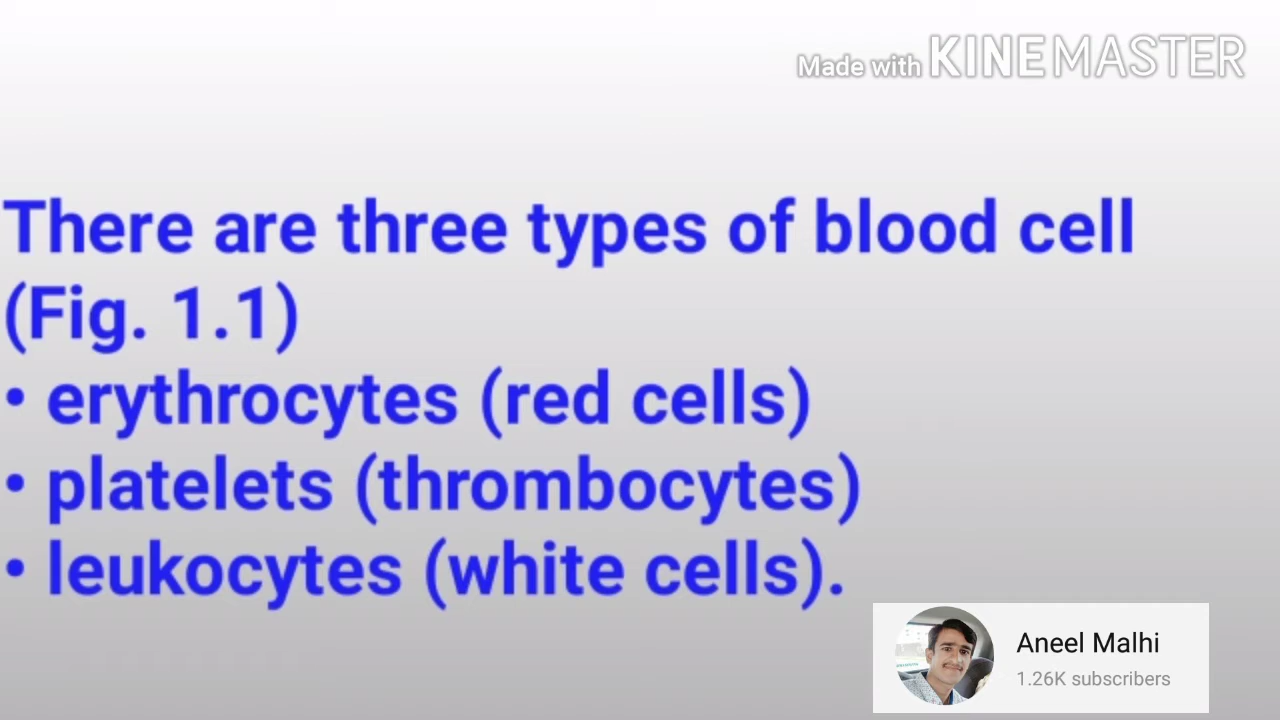 Made with KINEMASTER
There are three types of blood cell
(Fig. 1.1)
• erythrocytes (red cells)
• platelets (thrombocytes)
• leukocytes (white cells).
Aneel Malhi
1.26K subscribers